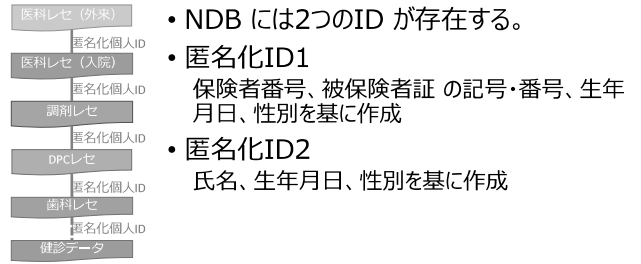 医科レセ（外来）
匿名化個人ID
医科レセ（入院）
匿名化個人ID
調剤レセ
匿名化個人ID
DPCレセ
匿名化個人ID
歯科レセ
匿名化個人ID
健診データ
• NDB には2つのID が存在する。
• 匿名化ID1
保険者番号、被保険者証 の記号・番号、生年
月日、性別を基に作成
• 匿名化ID2
氏名、生年月日、性別を基に作成